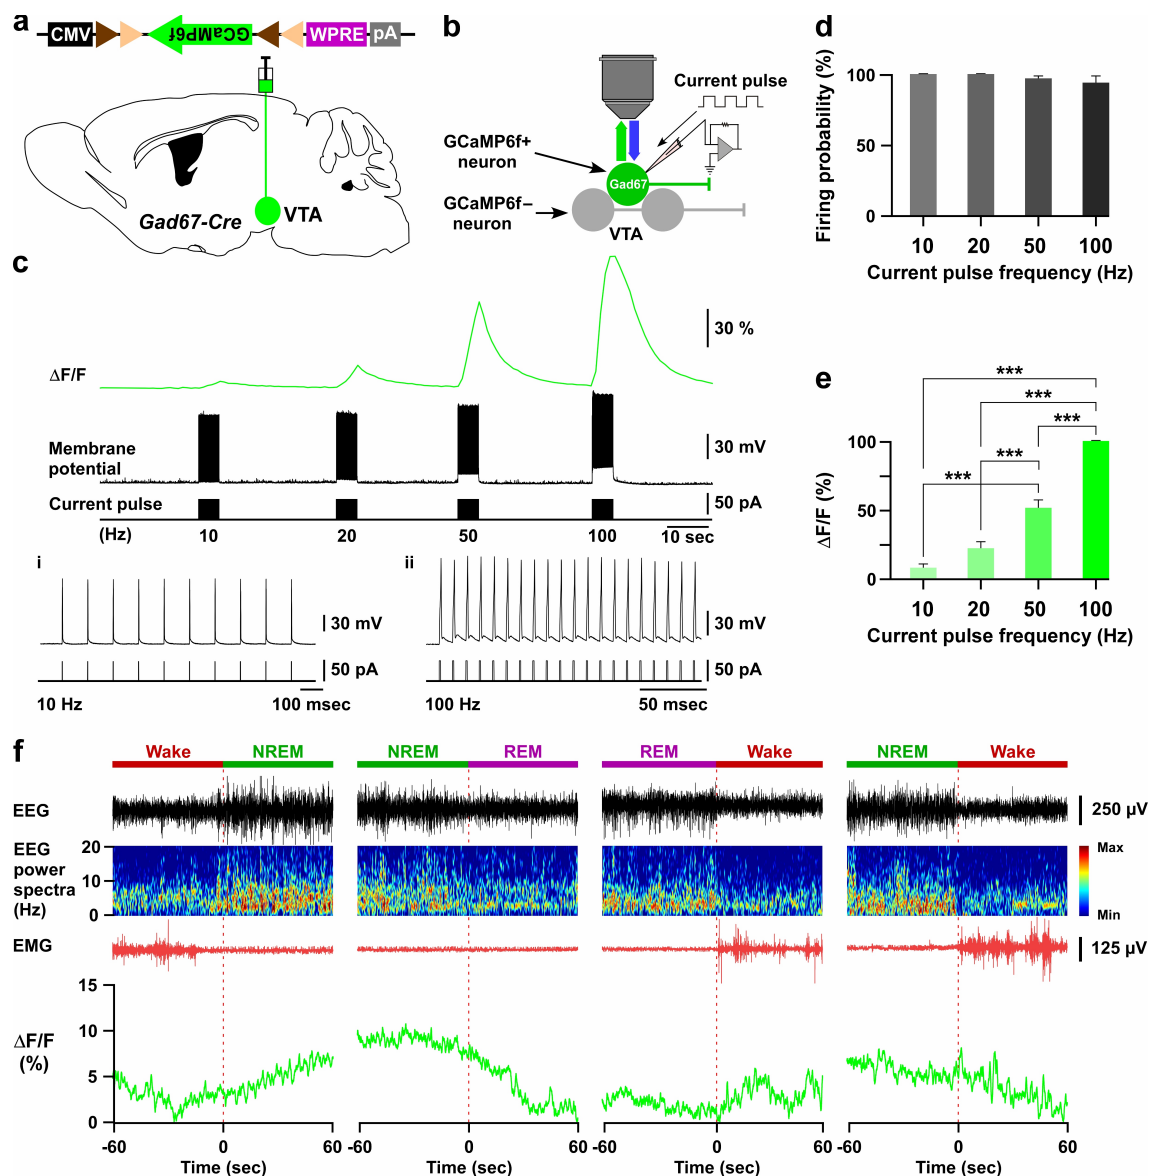 a
CMV
GCaMP6f
WPRE
pA
Gad67-Cre
VTA
b
Current pulse
GCaMP6f+
neuron
Gad67
GCaMP6f−
neuron
VTA
c
30 %
ΔF/F
Membrane
potential
30 mV
Current pulse
50 pA
(Hz)
10
20
50
100
10 sec
i
30 mV
50 pA
10 Hz
100 msec
ii
30 mV
50 pA
100 Hz
50 msec
d
Firing probability (%)
100
50
0
10
20
50
100
Current pulse frequency (Hz)
e
***
***
***
***
***
ΔF/F (%)
100
50
0
10
20
50
100
Current pulse frequency (Hz)
f
Wake
NREM
NREM
REM
REM
Wake
NREM
Wake
EEG
250 µV
EEG
power
spectra
(Hz)
20
10
0
Max
Min
EMG
125 µV
ΔF/F
(%)
15
10
5
0
-60
0
60
Time (sec)
-60
0
60
Time (sec)
-60
0
60
Time (sec)
-60
0
60
Time (sec)